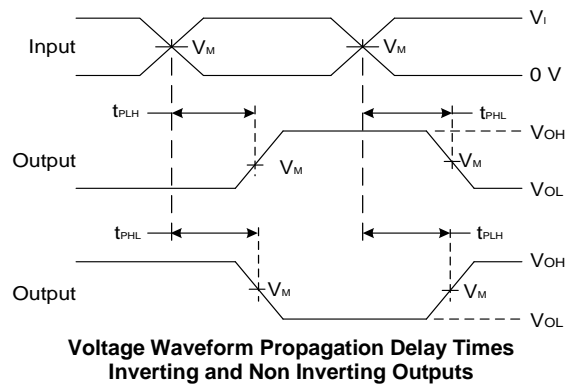 Vᵢ
Input
VM
VM
0 V
tPLH
tPHL
VOH
Output
VM
VM
VOL
tPHL
tPLH
VOH
Output
VM
VM
VOL
Voltage Waveform Propagation Delay Times
Inverting and Non Inverting Outputs